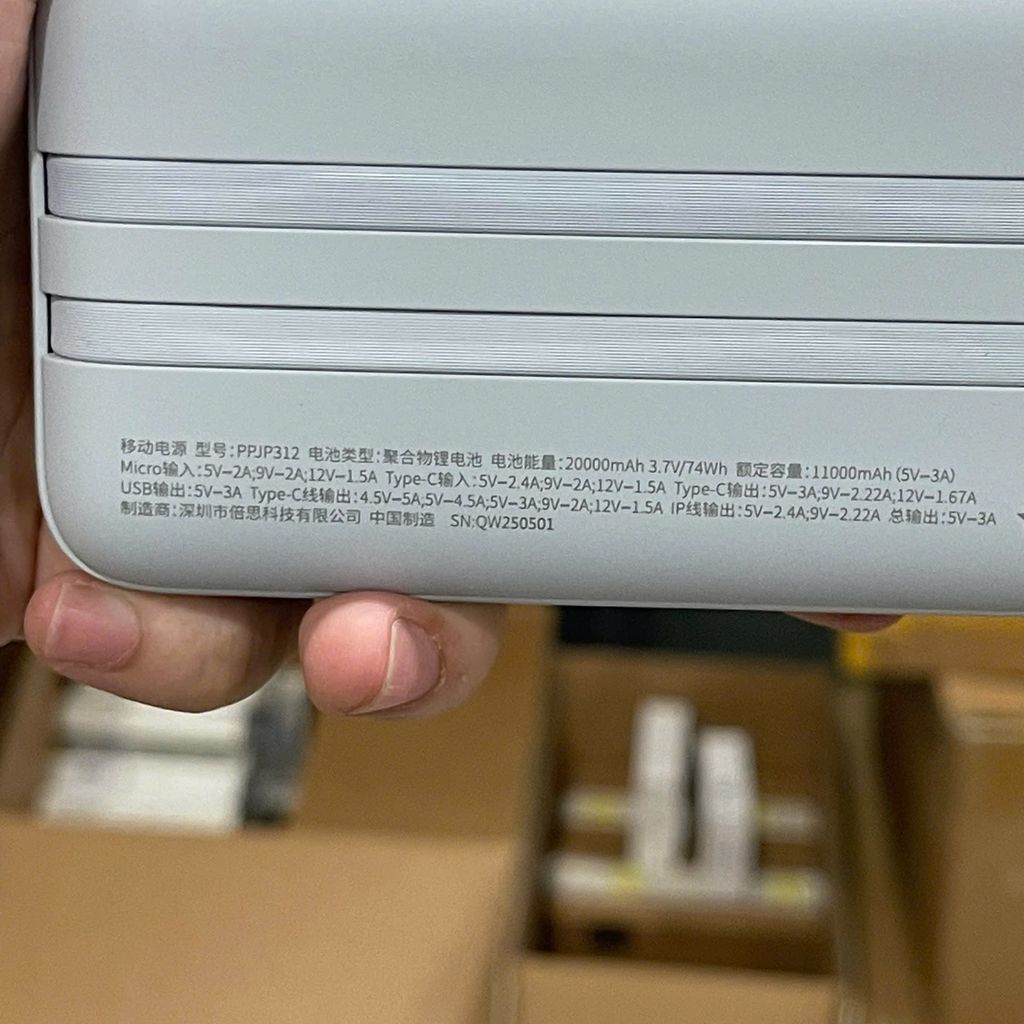 移动电源 型号:PPJP312 电池类型:聚合物锂电池 电池能量:20000mAh 3.7V/74Wh 额定容量:11000mAh (5V⎓3A)
Micro输入:5V⎓2A;9V⎓2A;12V⎓1.5A Type-C输入:5V⎓2.4A;9V⎓2A;12V⎓1.5A Type-C输出:5V⎓3A;9V⎓2.22A;12V⎓1.67A
USB输出:5V⎓3A Type-C线输出:4.5V⎓5A;5V⎓4.5A;5V⎓3A;9V⎓2A;12V⎓1.5A IP线输出:5V⎓2.4A;9V⎓2.22A 总输出:5V⎓3A
制造商:深圳市倍思科技有限公司 中国制造 SN:QW250501